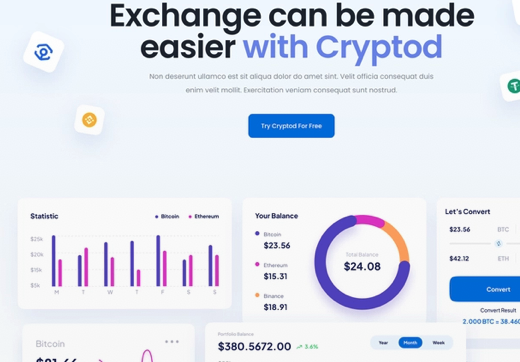 Exchange can be made
easier with Cryptod
Non deserunt ullamco est sit aliqua dolor do amet sint. Velit officia consequat duis
enim velit mollit. Exercitation veniam consequat sunt nostrud.
Try Cryptod For Free
Statistic
Bitcoin
Ethereum
$25k
$20k
$10k
$5k
M T W T F S S
Your Balance
Bitcoin
$23.56
Ethereum
$15.31
Binance
$18.91
Total Balance
$24.08
Let's Convert
$23.56 BTC
$42.12 ETH
Convert
Convert Result
2.000 BTC = 38.460
Bitcoin
Portfolio Balance
$380.5672.00 3.6%
Year Month Week